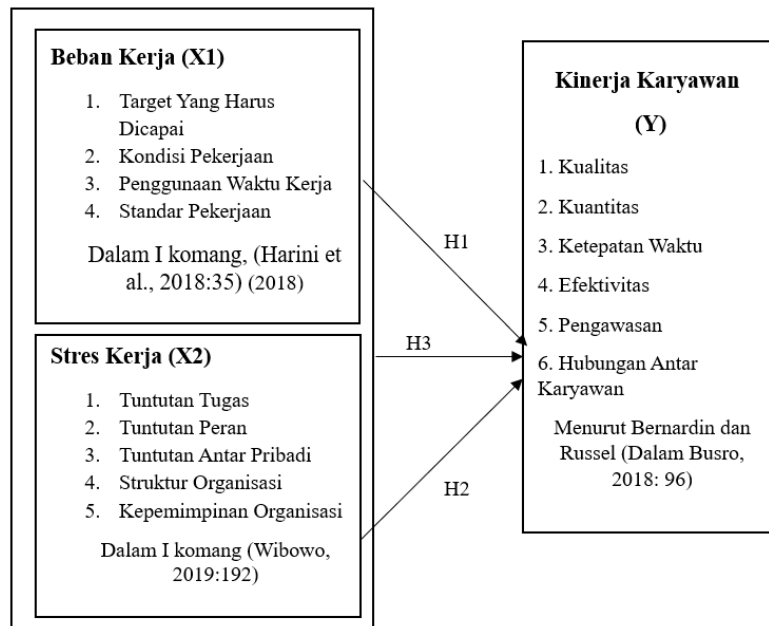 Beban Kerja (X1)
1. Target Yang Harus
Dicapai
2. Kondisi Pekerjaan
3. Penggunaan Waktu Kerja
4. Standar Pekerjaan
Dalam I komang, (Harini et
al., 2018:35) (2018)
Stres Kerja (X2)
1. Tuntutan Tugas
2. Tuntutan Peran
3. Tuntutan Antar Pribadi
4. Struktur Organisasi
5. Kepemimpinan Organisasi
Dalam I komang (Wibowo,
2019:192)
H1
H3
H2
Kinerja Karyawan
(Y)
1. Kualitas
2. Kuantitas
3. Ketepatan Waktu
4. Efektivitas
5. Pengawasan
6. Hubungan Antar
Karyawan
Menurut Bernardin dan
Russel (Dalam Busro,
2018: 96)